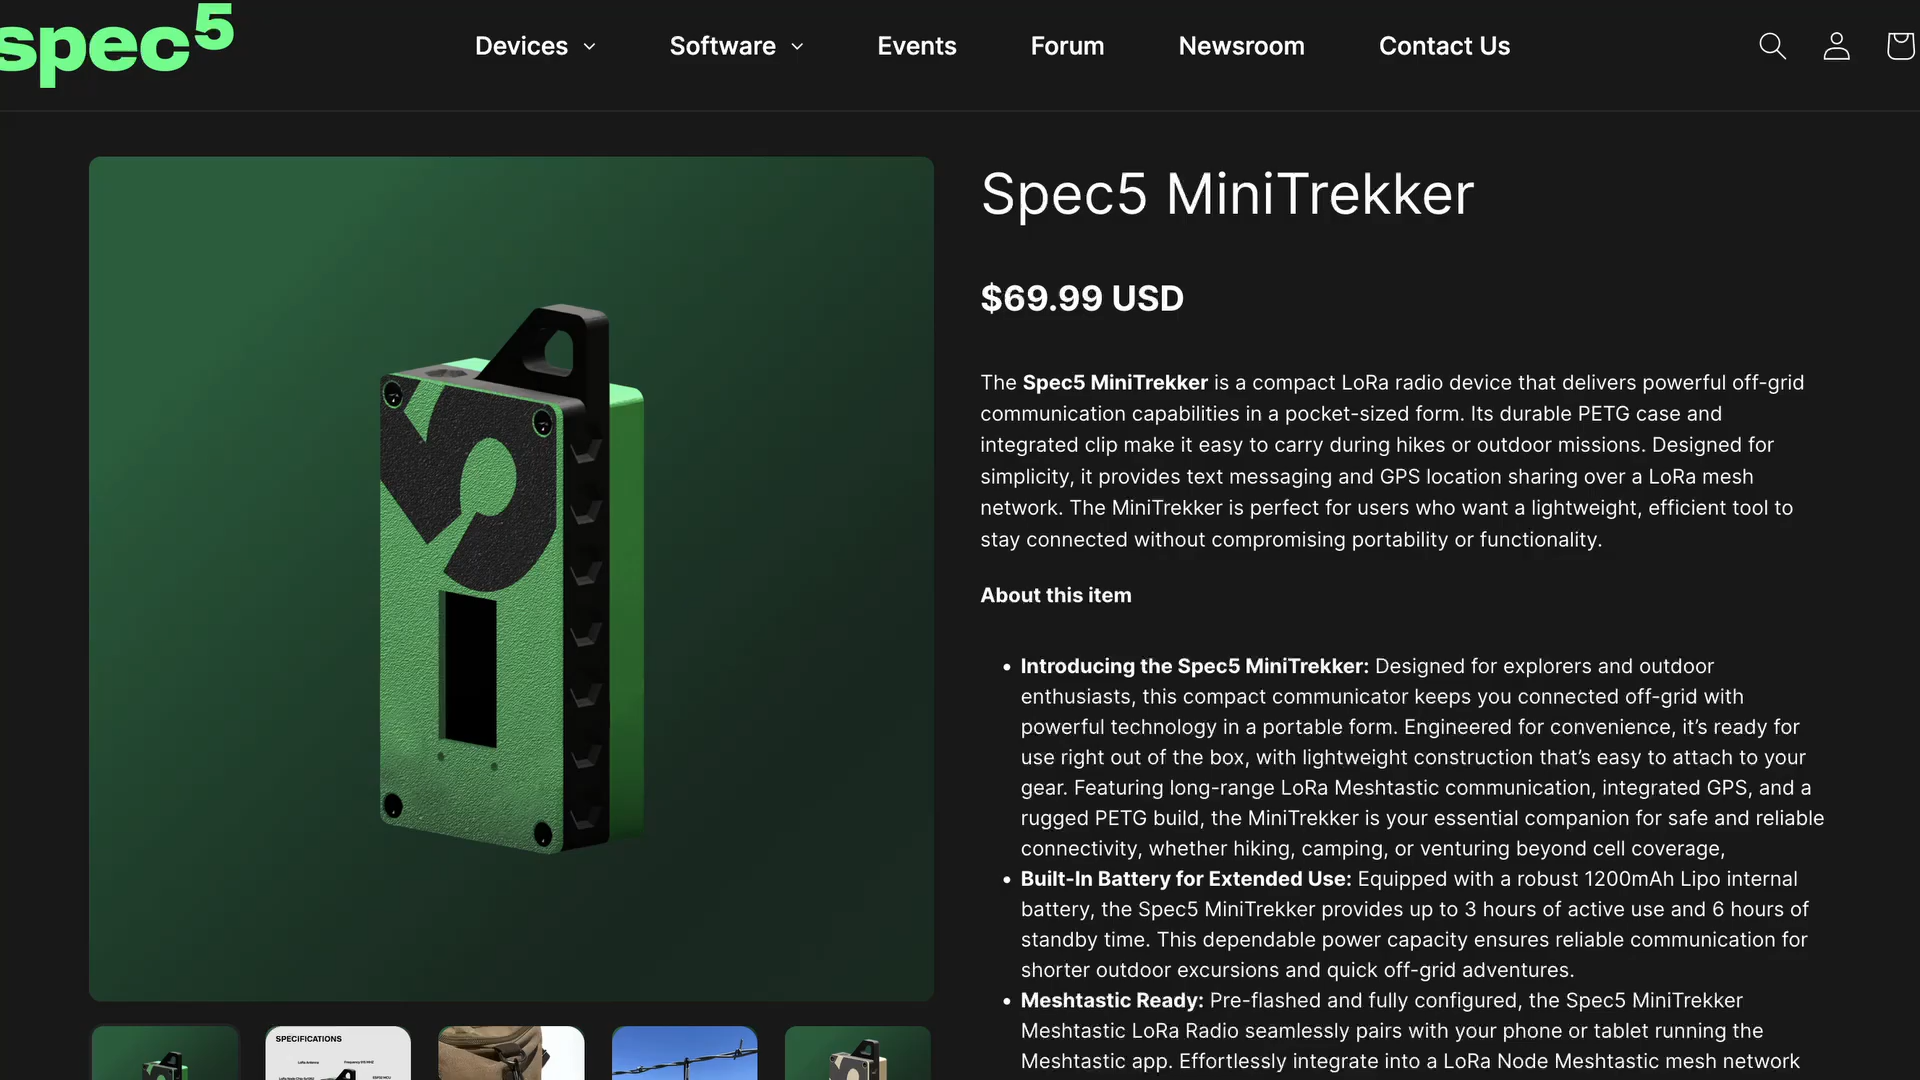 spec5
Devices
Software
Events
Forum
Newsroom
Contact Us
Spec5 MiniTrekker
$69.99 USD
The Spec5 MiniTrekker is a compact LoRa radio device that delivers powerful off-grid
communication capabilities in a pocket-sized form. Its durable PETG case and
integrated clip make it easy to carry during hikes or outdoor missions. Designed for
simplicity, it provides text messaging and GPS location sharing over a LoRa mesh
network. The MiniTrekker is perfect for users who want a lightweight, efficient tool to
stay connected without compromising portability or functionality.
About this item
• Introducing the Spec5 MiniTrekker: Designed for explorers and outdoor
enthusiasts, this compact communicator keeps you connected off-grid with
powerful technology in a portable form. Engineered for convenience, it’s ready for
use right out of the box, with lightweight construction that’s easy to attach to your
gear. Featuring long-range LoRa Meshtastic communication, integrated GPS, and a
rugged PETG build, the MiniTrekker is your essential companion for safe and reliable
connectivity, whether hiking, camping, or venturing beyond cell coverage,
• Built-In Battery for Extended Use: Equipped with a robust 1200mAh Lipo internal
battery, the Spec5 MiniTrekker provides up to 3 hours of active use and 6 hours of
standby time. This dependable power capacity ensures reliable communication for
shorter outdoor excursions and quick off-grid adventures.
• Meshtastic Ready: Pre-flashed and fully configured, the Spec5 MiniTrekker
Meshtastic LoRa Radio seamlessly pairs with your phone or tablet running the
Meshtastic app. Effortlessly integrate into a LoRa Node Meshtastic mesh network
SPECIFICATIONS
LoRa Antenna